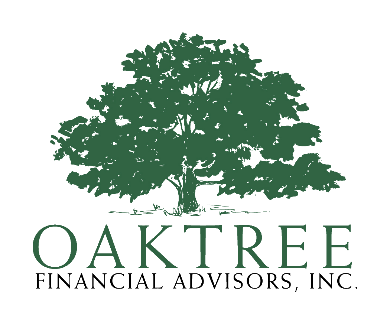 OAKTREE
FINANCIAL ADVISORS, INC.